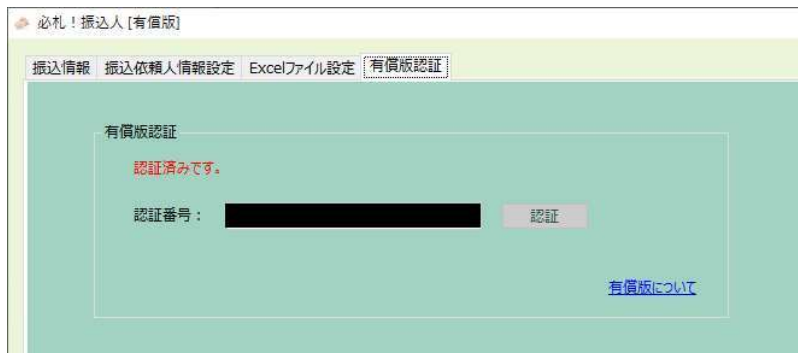 必札！振込人 [有償版]
振込情報 振込依頼人情報設定 Excelファイル設定 有償版認証
有償版認証
認証済みです。
認証番号： 認証
有償版について